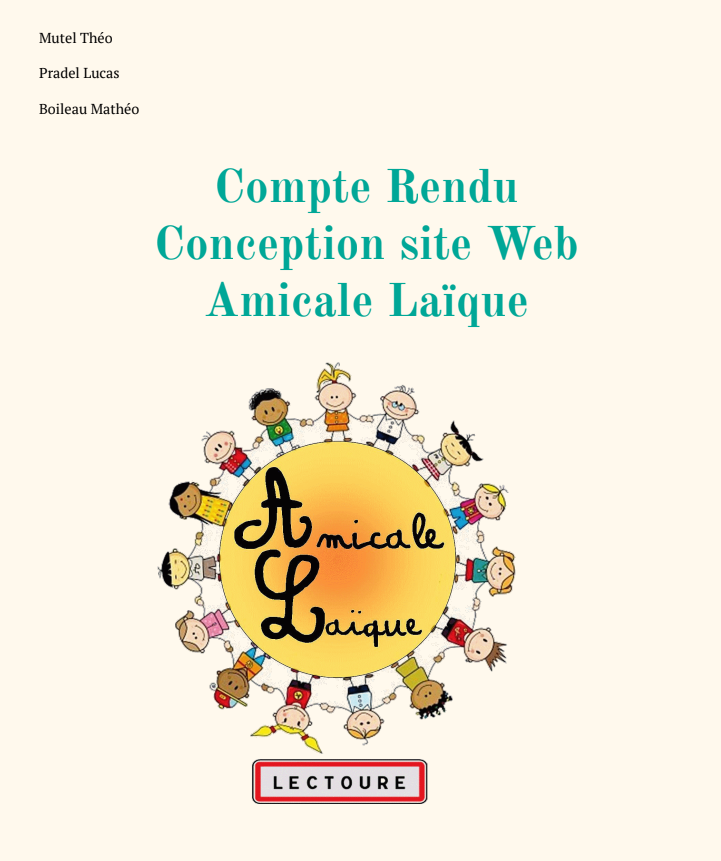 Mutel Théo
Pradel Lucas
Boileau Mathéo
Compte Rendu
Conception site Web
Amicale Laïque
Amicale
Laïque
LECTOURE